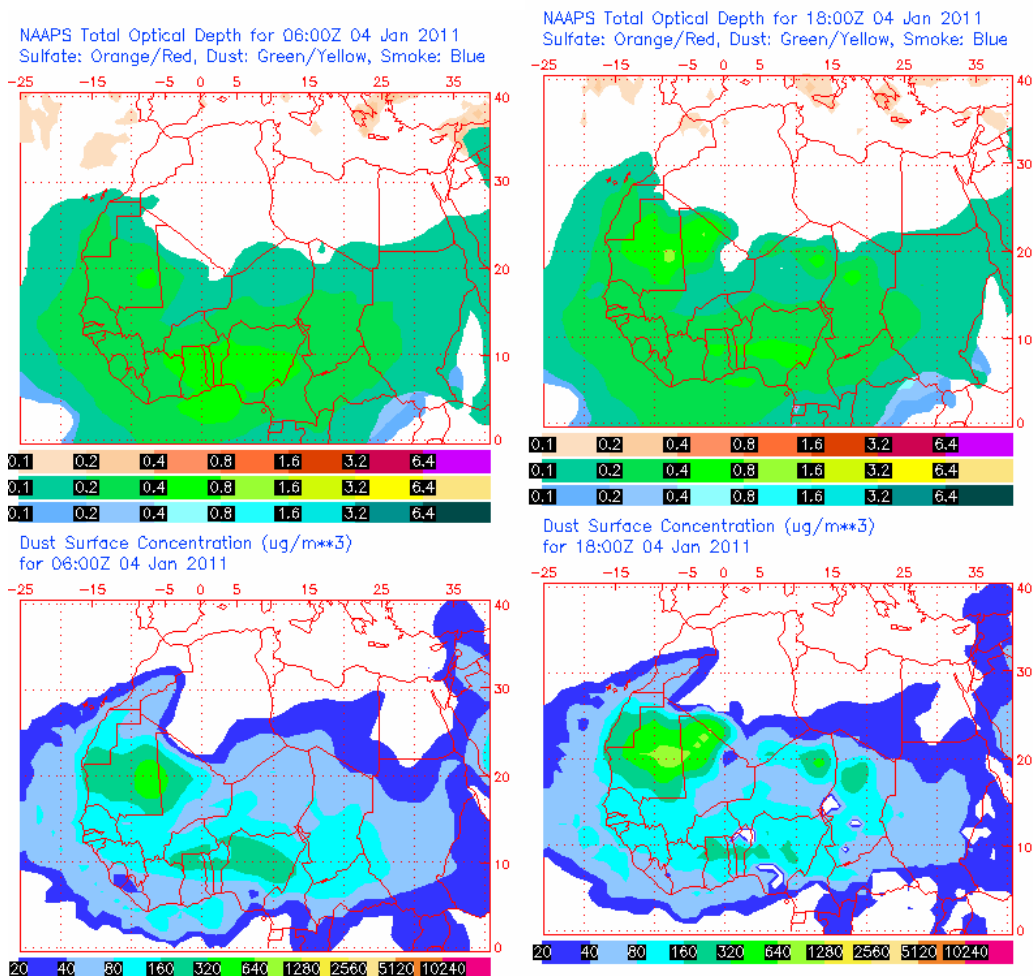 NAAPS Total Optical Depth for 06:00Z 04 Jan 2011
Sulfate: Orange/Red, Dust: Green/Yellow, Smoke: Blue
-25 -15 -5 0 5 15 25 35
40
30
20
10
0
0.1 0.2 0.4 0.8 1.6 3.2 6.4
0.1 0.2 0.4 0.8 1.6 3.2 6.4
0.1 0.2 0.4 0.8 1.6 3.2 6.4
NAAPS Total Optical Depth for 18:00Z 04 Jan 2011
Sulfate: Orange/Red, Dust: Green/Yellow, Smoke: Blue
-25 -15 -5 0 5 15 25 35
40
30
20
10
0
0.1 0.2 0.4 0.8 1.6 3.2 6.4
0.1 0.2 0.4 0.8 1.6 3.2 6.4
0.1 0.2 0.4 0.8 1.6 3.2 6.4
Dust Surface Concentration (ug/m**3)
for 06:00Z 04 Jan 2011
-25 -15 -5 0 5 15 25 35
40
30
20
10
0
20 40 80 160 320 640 1280 2560 5120 10240
Dust Surface Concentration (ug/m**3)
for 18:00Z 04 Jan 2011
-25 -15 -5 0 5 15 25 35
40
30
20
10
0
20 40 80 160 320 640 1280 2560 5120 10240